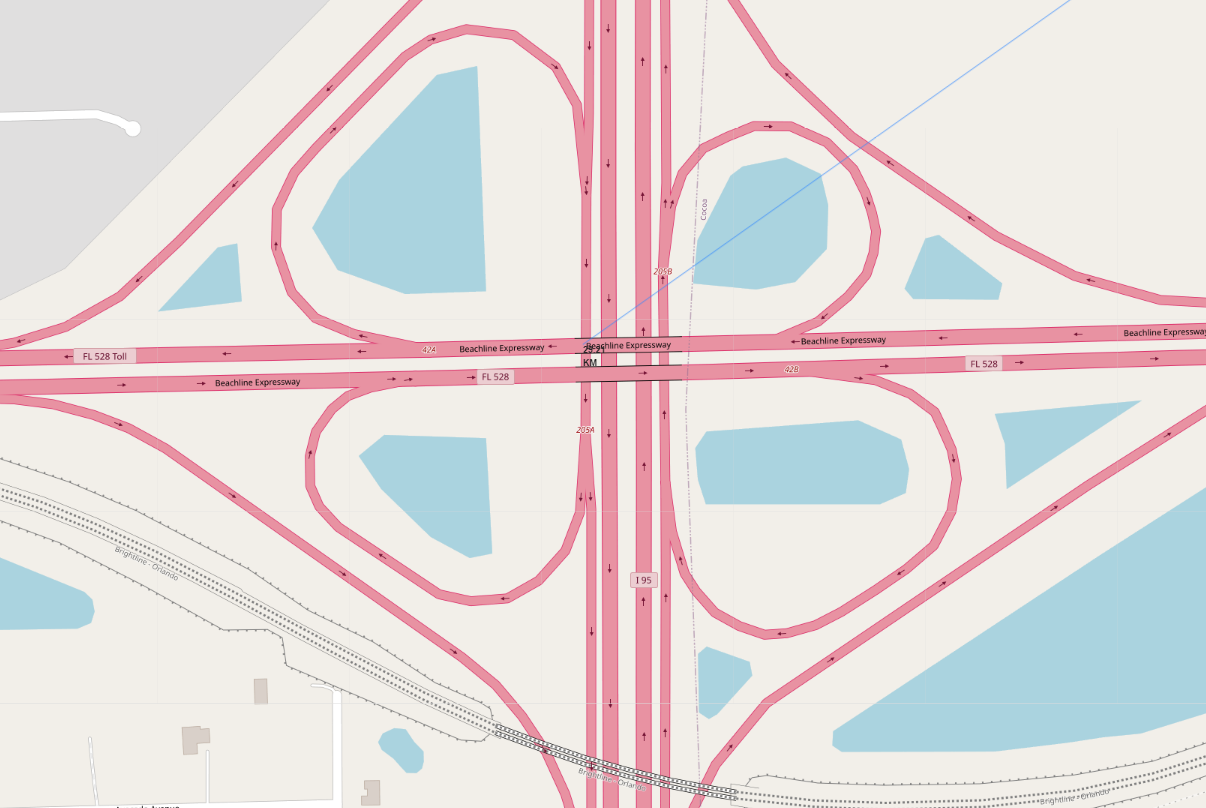 Cocoa
205B
FL 528 Toll
42A
Beachline Expressway
Beachline Expressway
Beachline Expressway
Beachline Expressway
KM
Beachline Expressway
FL 528
42B
FL 528
205A
Brightline - Orlando
I 95
Brightline - Orlando
Brightline - Orlando